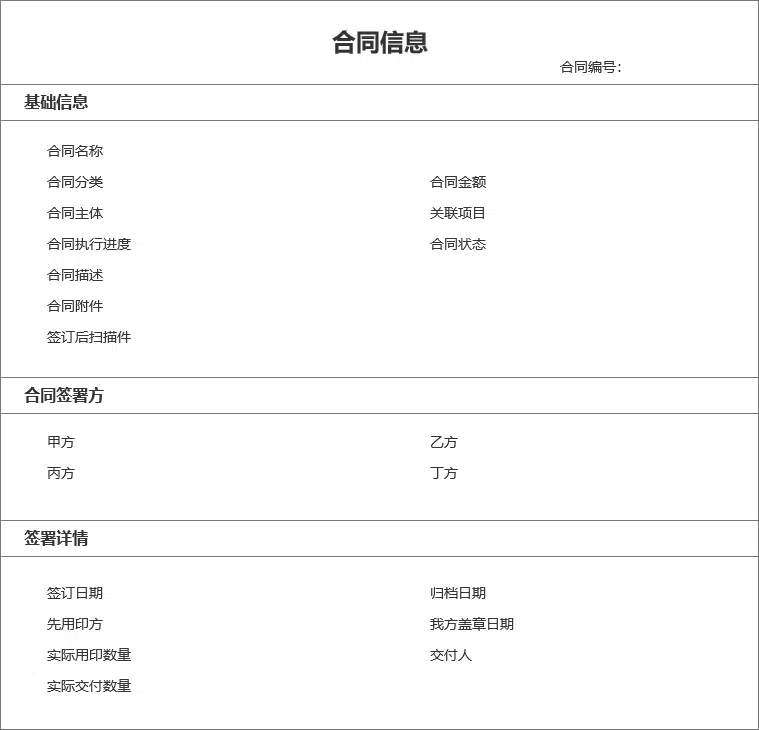 合同信息
合同编号：
基础信息
合同名称
合同分类 合同金额
合同主体 关联项目
合同执行进度 合同状态
合同描述
合同附件
签订后扫描件
合同签署方
甲方 乙方
丙方 丁方
签署详情
签订日期 归档日期
先用印方 我方盖章日期
实际用印数量 交付人
实际交付数量